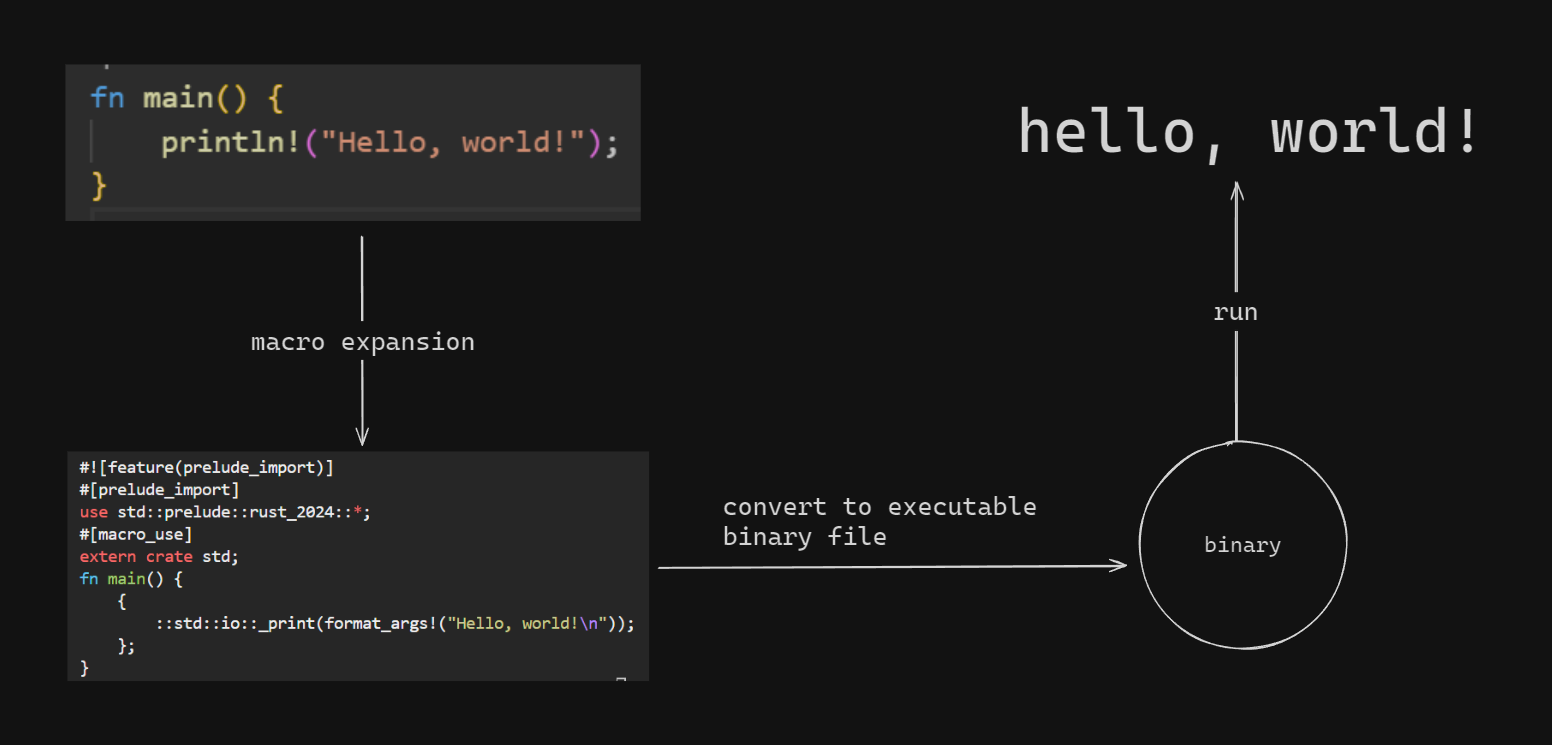 fn main() {
    println!("Hello, world!");
}
macro expansion
#![feature(prelude_import)]
#[prelude_import]
use std::prelude::rust_2024::*;
#[macro_use]
extern crate std;
fn main() {
    {
        ::std::io::_print(format_args!("Hello, world!\n"));
    };
}
convert to executable
binary file
binary
run
hello, world!